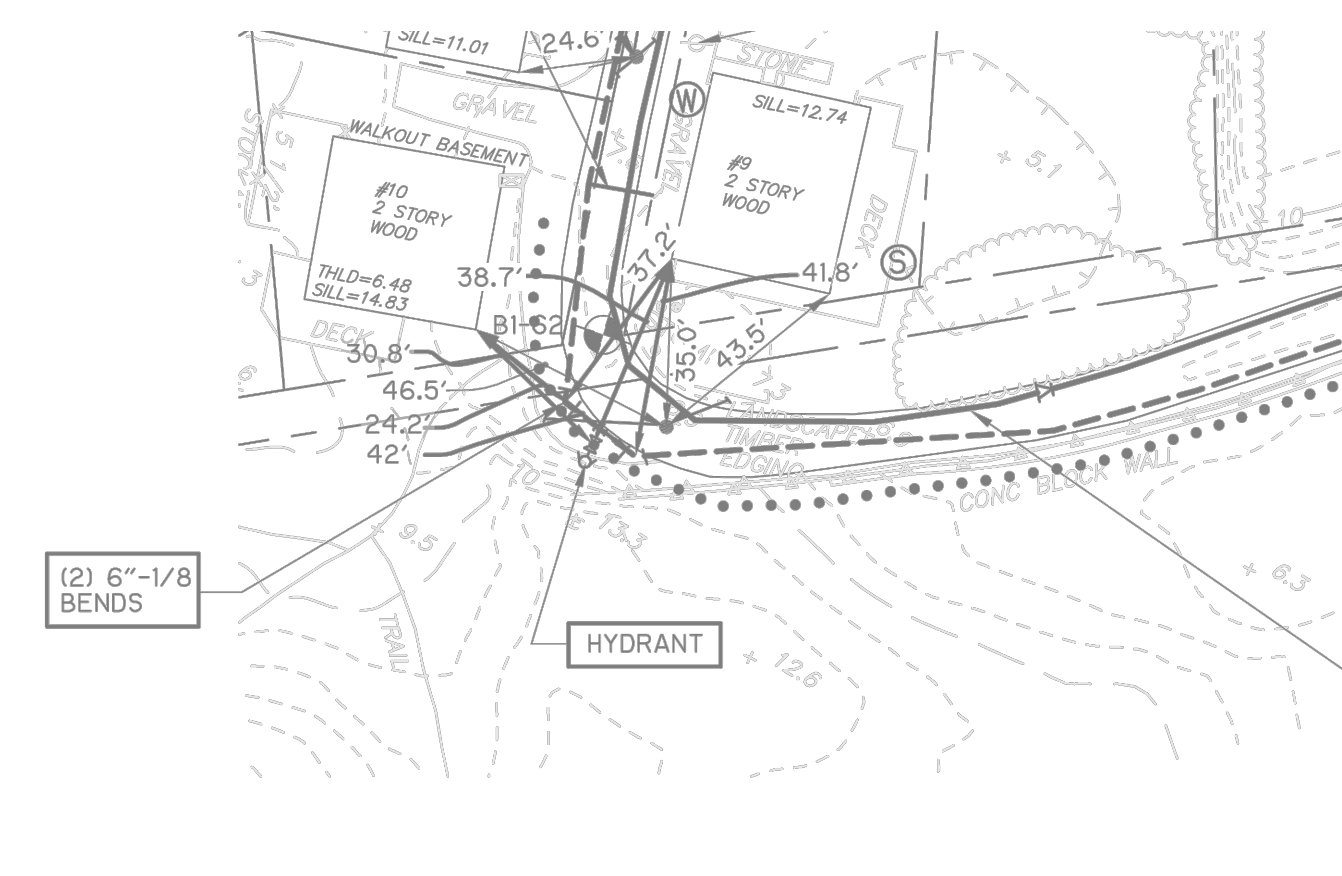 SILL=11.01
24.6'
STONE
GRAVEL
W
SILL=12.74
WALKOUT BASEMENT
GRAVEL
5.1
#10
2 STORY
WOOD
#9
2 STORY
WOOD
DECK
10
THLD=6.48
SILL=14.83
38.7'
37.2'
41.8'
S
DECK
B1-62
30.8'
35.0'
43.5'
46.5'
24.2'
42'
LANDSCAPE
TIMBER
EDGING
CONC BLOCK WALL
9.5
13.3
(2) 6"-1/8
BENDS
6.3
TRAIL
HYDRANT
12.6